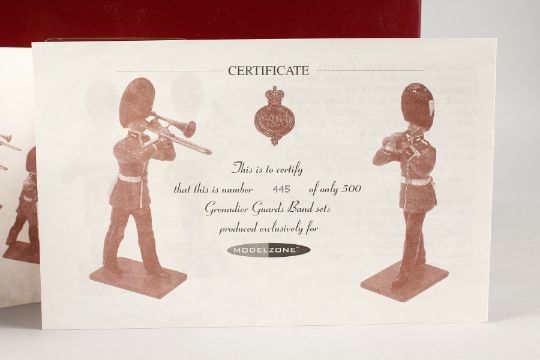 CERTIFICATE
This is to certify
that this is number 445 of only 500
Grenadier Guards Band sets
produced exclusively for
MODELZONE™